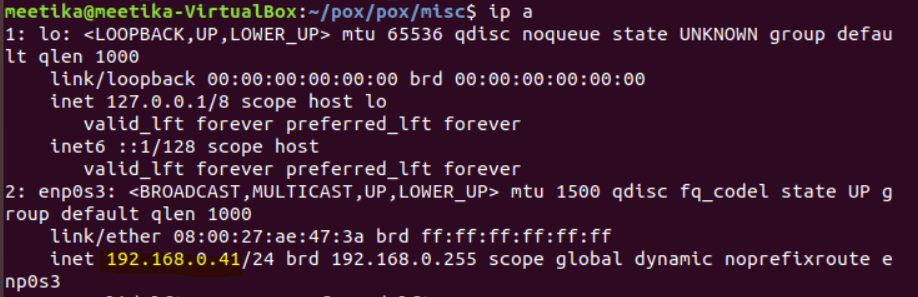 meetika@meetika-VirtualBox:~/pox/pox/misc$ ip a
1: lo: <LOOPBACK,UP,LOWER_UP> mtu 65536 qdisc noqueue state UNKNOWN group defau
lt qlen 1000
    link/loopback 00:00:00:00:00:00 brd 00:00:00:00:00:00
    inet 127.0.0.1/8 scope host lo
       valid_lft forever preferred_lft forever
    inet6 ::1/128 scope host
       valid_lft forever preferred_lft forever
2: enp0s3: <BROADCAST,MULTICAST,UP,LOWER_UP> mtu 1500 qdisc fq_codel state UP g
roup default qlen 1000
    link/ether 08:00:27:ae:47:3a brd ff:ff:ff:ff:ff:ff
    inet 192.168.0.41/24 brd 192.168.0.255 scope global dynamic noprefixroute e
np0s3